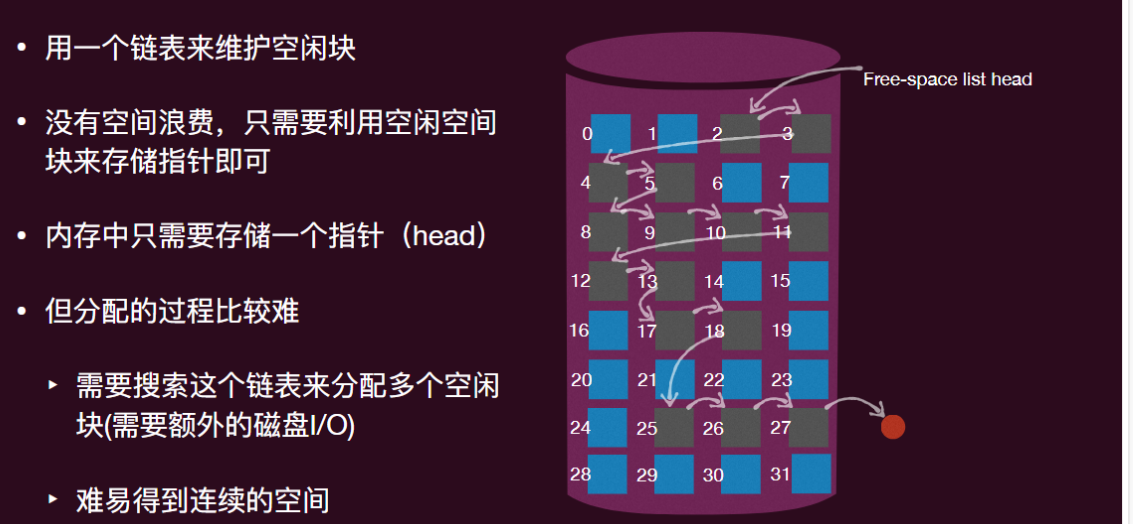 • 用一个链表来维护空闲块
• 没有空间浪费，只需要利用空闲空间
块来存储指针即可
• 内存中只需要存储一个指针（head）
• 但分配的过程比较难
‣ 需要搜索这个链表来分配多个空闲
块(需要额外的磁盘I/O)
‣ 难易得到连续的空间
Free-space list head
0 1 2 3
4 5 6 7
8 9 10 11
12 13 14 15
16 17 18 19
20 21 22 23
24 25 26 27
28 29 30 31